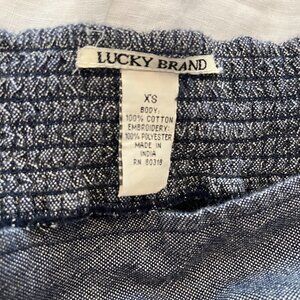 LUCKY BRAND
XS
BODY:
100% COTTON
EMBROIDERY:
100% POLYESTER
MADE IN
INDIA
RN 80318